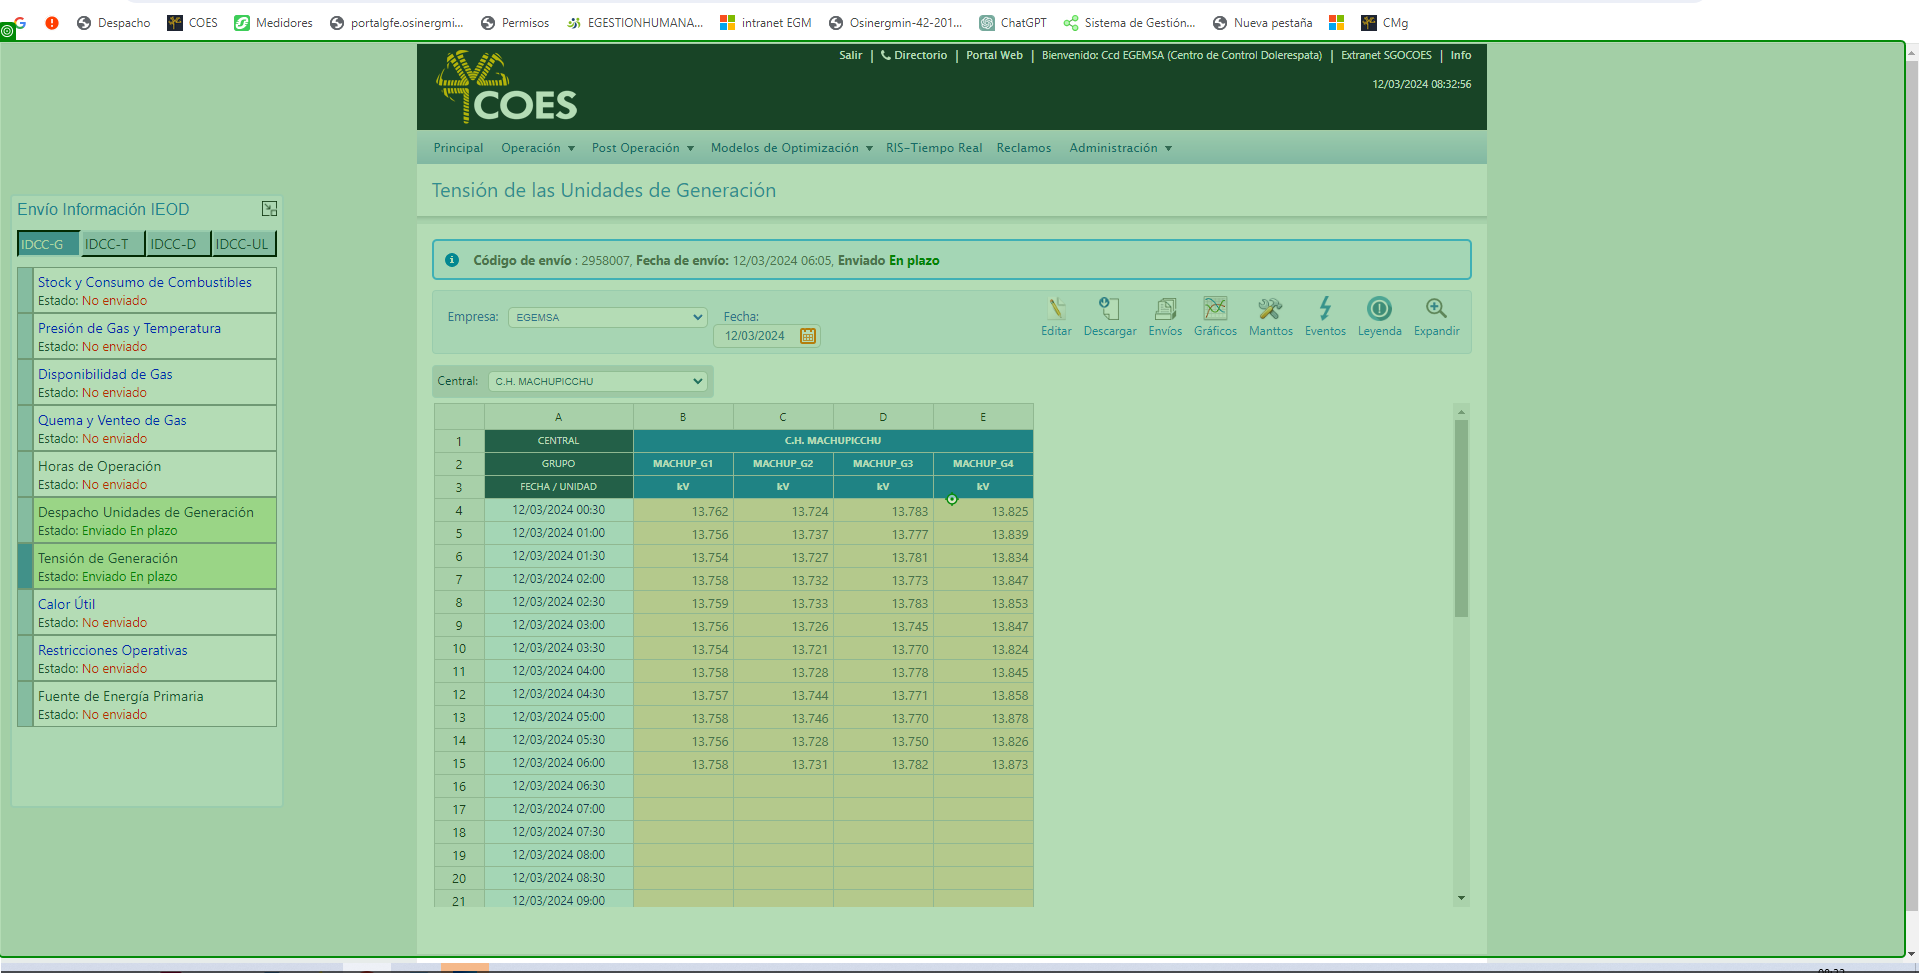 Despacho COES Medidores portalgfe.osinergmi... Permisos EGESTIONHUMANA... intranet EGM Osinergmin-42-201... ChatGPT Sistema de Gestión... Nueva pestaña CMg
Salir | Directorio | Portal Web | Bienvenido: Ccd EGEMSA (Centro de Control Dolorespata) | Extranet SGOCOES | Info
12/03/2024 08:32:56
COES
Principal Operación Post Operación Modelos de Optimización RIS-Tiempo Real Reclamos Administración
Tensión de las Unidades de Generación
Envío Información IEOD
IDCC-G IDCC-T IDCC-D IDCC-UL
Stock y Consumo de Combustibles
Estado: No enviado
Presión de Gas y Temperatura
Estado: No enviado
Disponibilidad de Gas
Estado: No enviado
Quema y Venteo de Gas
Estado: No enviado
Horas de Operación
Estado: No enviado
Despacho Unidades de Generación
Estado: Enviado En plazo
Tensión de Generación
Estado: Enviado En plazo
Calor Útil
Estado: No enviado
Restricciones Operativas
Estado: No enviado
Fuente de Energía Primaria
Estado: No enviado
Código de envío : 2958007, Fecha de envío: 12/03/2024 06:05, Enviado En plazo
Empresa: EGEMSA Fecha:
12/03/2024
Editar Descargar Envíos Gráficos Manttos Eventos Leyenda Expandir
Central: C.H. MACHUPICCHU
A B C D E
1 CENTRAL C.H. MACHUPICCHU
2 GRUPO MACHUP_G1 MACHUP_G2 MACHUP_G3 MACHUP_G4
3 FECHA / UNIDAD kV kV kV kV
4 12/03/2024 00:30 13.762 13.724 13.783 13.825
5 12/03/2024 01:00 13.756 13.737 13.777 13.839
6 12/03/2024 01:30 13.754 13.727 13.781 13.834
7 12/03/2024 02:00 13.758 13.732 13.773 13.847
8 12/03/2024 02:30 13.759 13.733 13.783 13.853
9 12/03/2024 03:00 13.756 13.726 13.745 13.847
10 12/03/2024 03:30 13.754 13.721 13.770 13.824
11 12/03/2024 04:00 13.758 13.728 13.778 13.845
12 12/03/2024 04:30 13.757 13.744 13.771 13.858
13 12/03/2024 05:00 13.758 13.746 13.770 13.878
14 12/03/2024 05:30 13.756 13.728 13.750 13.826
15 12/03/2024 06:00 13.758 13.731 13.782 13.873
16 12/03/2024 06:30
17 12/03/2024 07:00
18 12/03/2024 07:30
19 12/03/2024 08:00
20 12/03/2024 08:30
21 12/03/2024 09:00